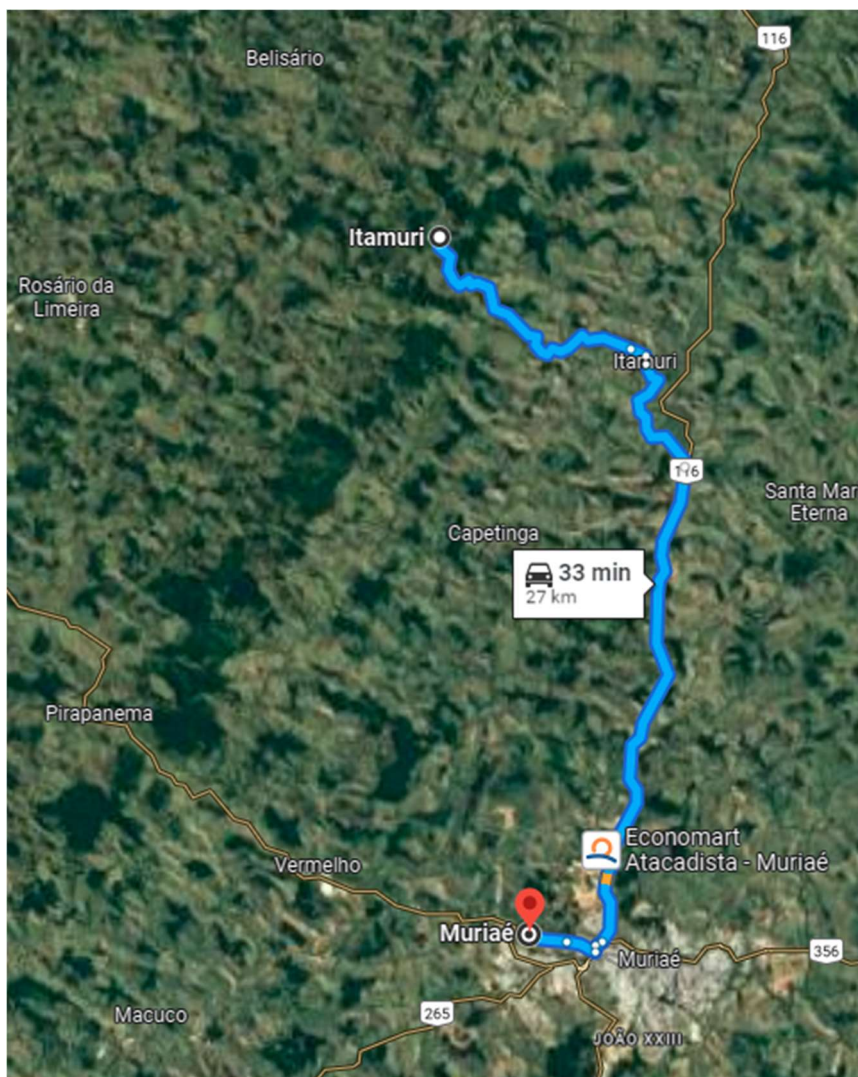 116
Belisário
Itamuri
Rosário da
Limeira
Itamuri
116
Santa Mar
Eterna
Capetinga
33 min
27 km
Pirapanema
Economart
Atacadista - Muriaé
Vermelho
Muriaé
Muriaé
356
265
Macuco
JOÃO XXIII